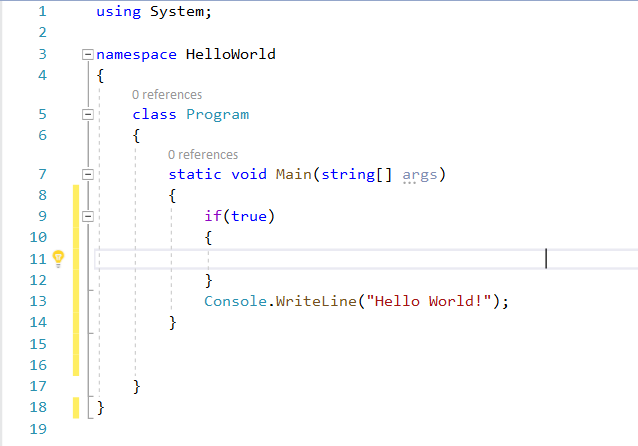 1 using System;
2
3 namespace HelloWorld
4 {
0 references
5 class Program
6 {
0 references
7 static void Main(string[] args)
8 {
9 if(true)
10 {
11
12 }
13 Console.WriteLine("Hello World!");
14 }
15
16
17 }
18 }
19